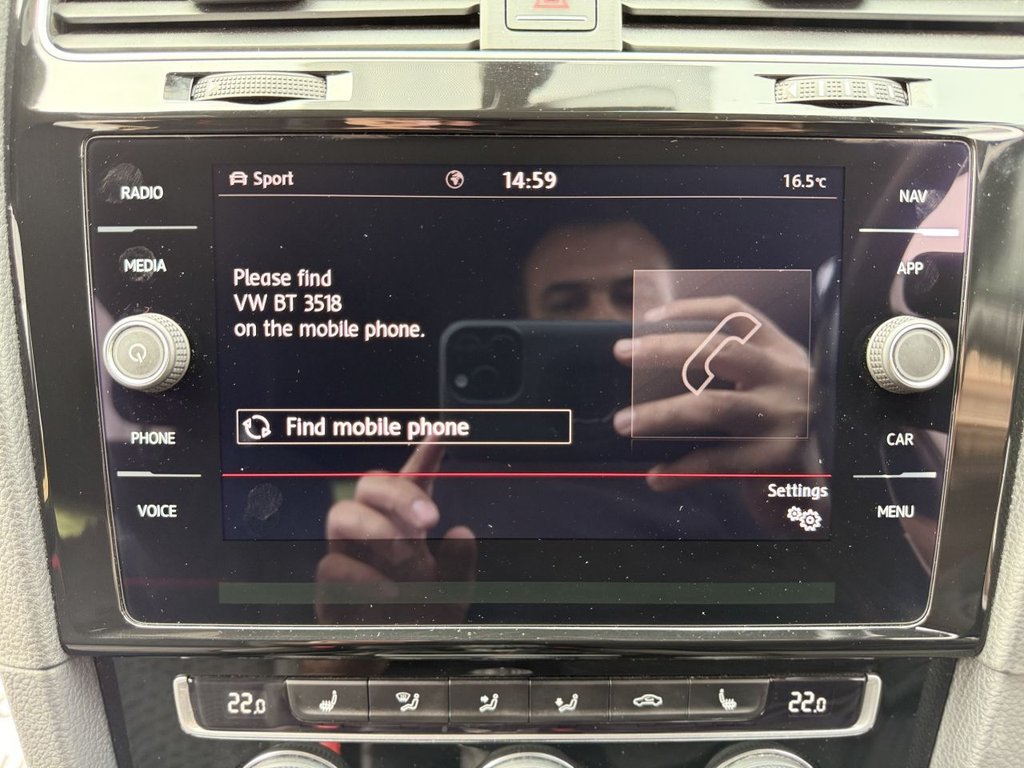 RADIO
MEDIA
PHONE
VOICE
Sport
14:59
16.5°C
Please find
VW BT 3518
on the mobile phone.
Find mobile phone
Settings
NAV
APP
CAR
MENU
22.0
22.0